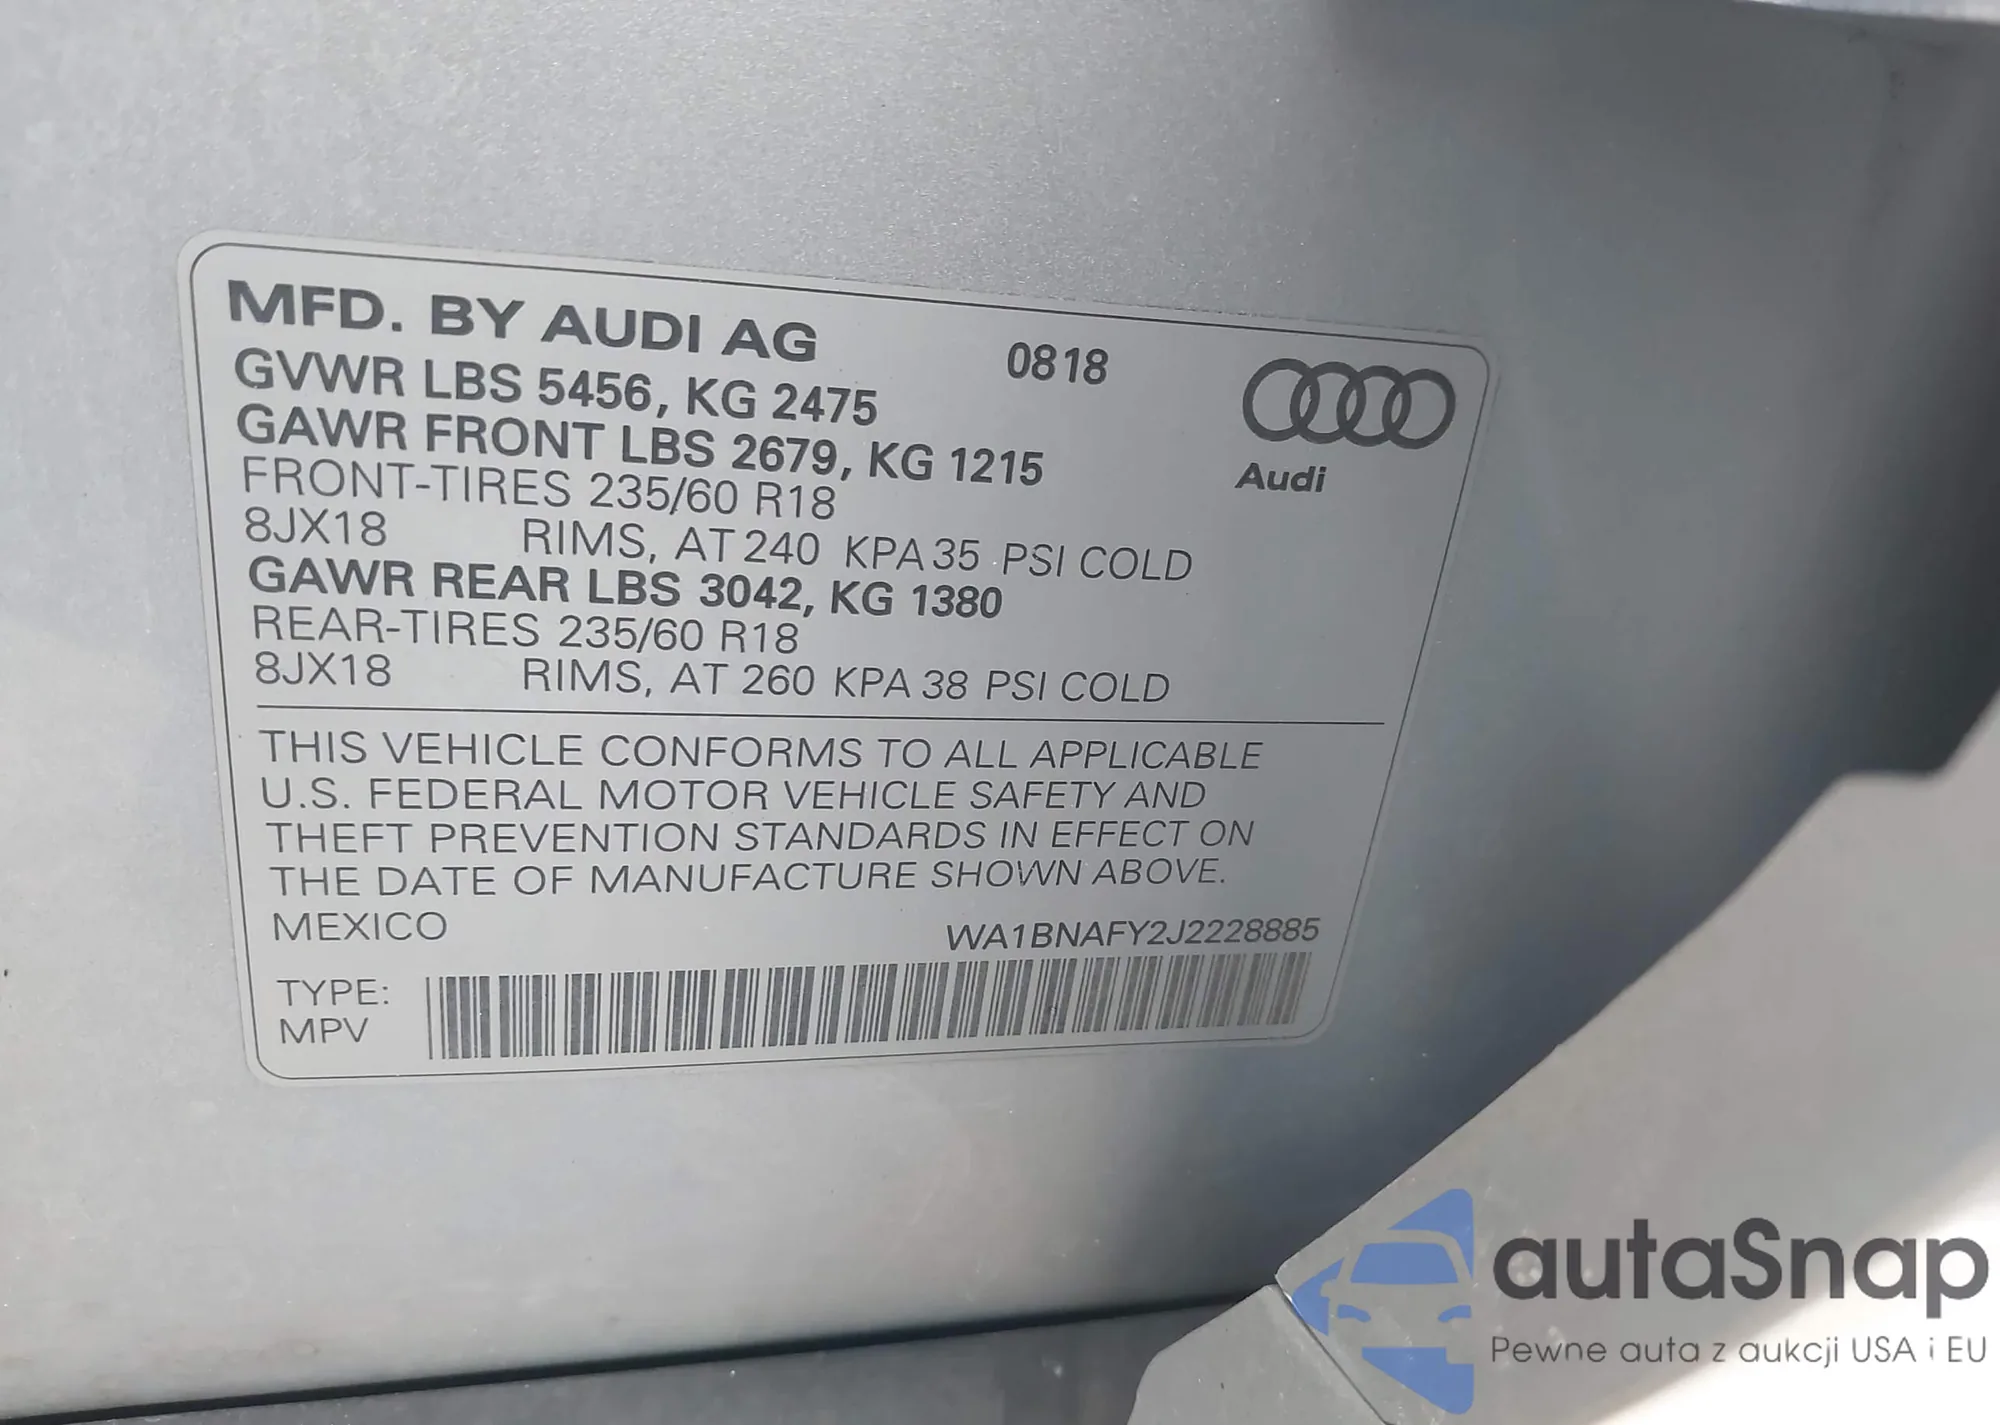 MFD. BY AUDI AG 0818
GVWR LBS 5456, KG 2475
GAWR FRONT LBS 2679, KG 1215
Audi
FRONT-TIRES 235/60 R18
8JX18 RIMS, AT 240 KPA 35 PSI COLD
GAWR REAR LBS 3042, KG 1380
REAR-TIRES 235/60 R18
8JX18 RIMS, AT 260 KPA 38 PSI COLD
THIS VEHICLE CONFORMS TO ALL APPLICABLE
U.S. FEDERAL MOTOR VEHICLE SAFETY AND
THEFT PREVENTION STANDARDS IN EFFECT ON
THE DATE OF MANUFACTURE SHOWN ABOVE.
MEXICO WA1BNAFY2J2228885
TYPE:
MPV
autaSnap
Pewne auta z aukcji USA i EU